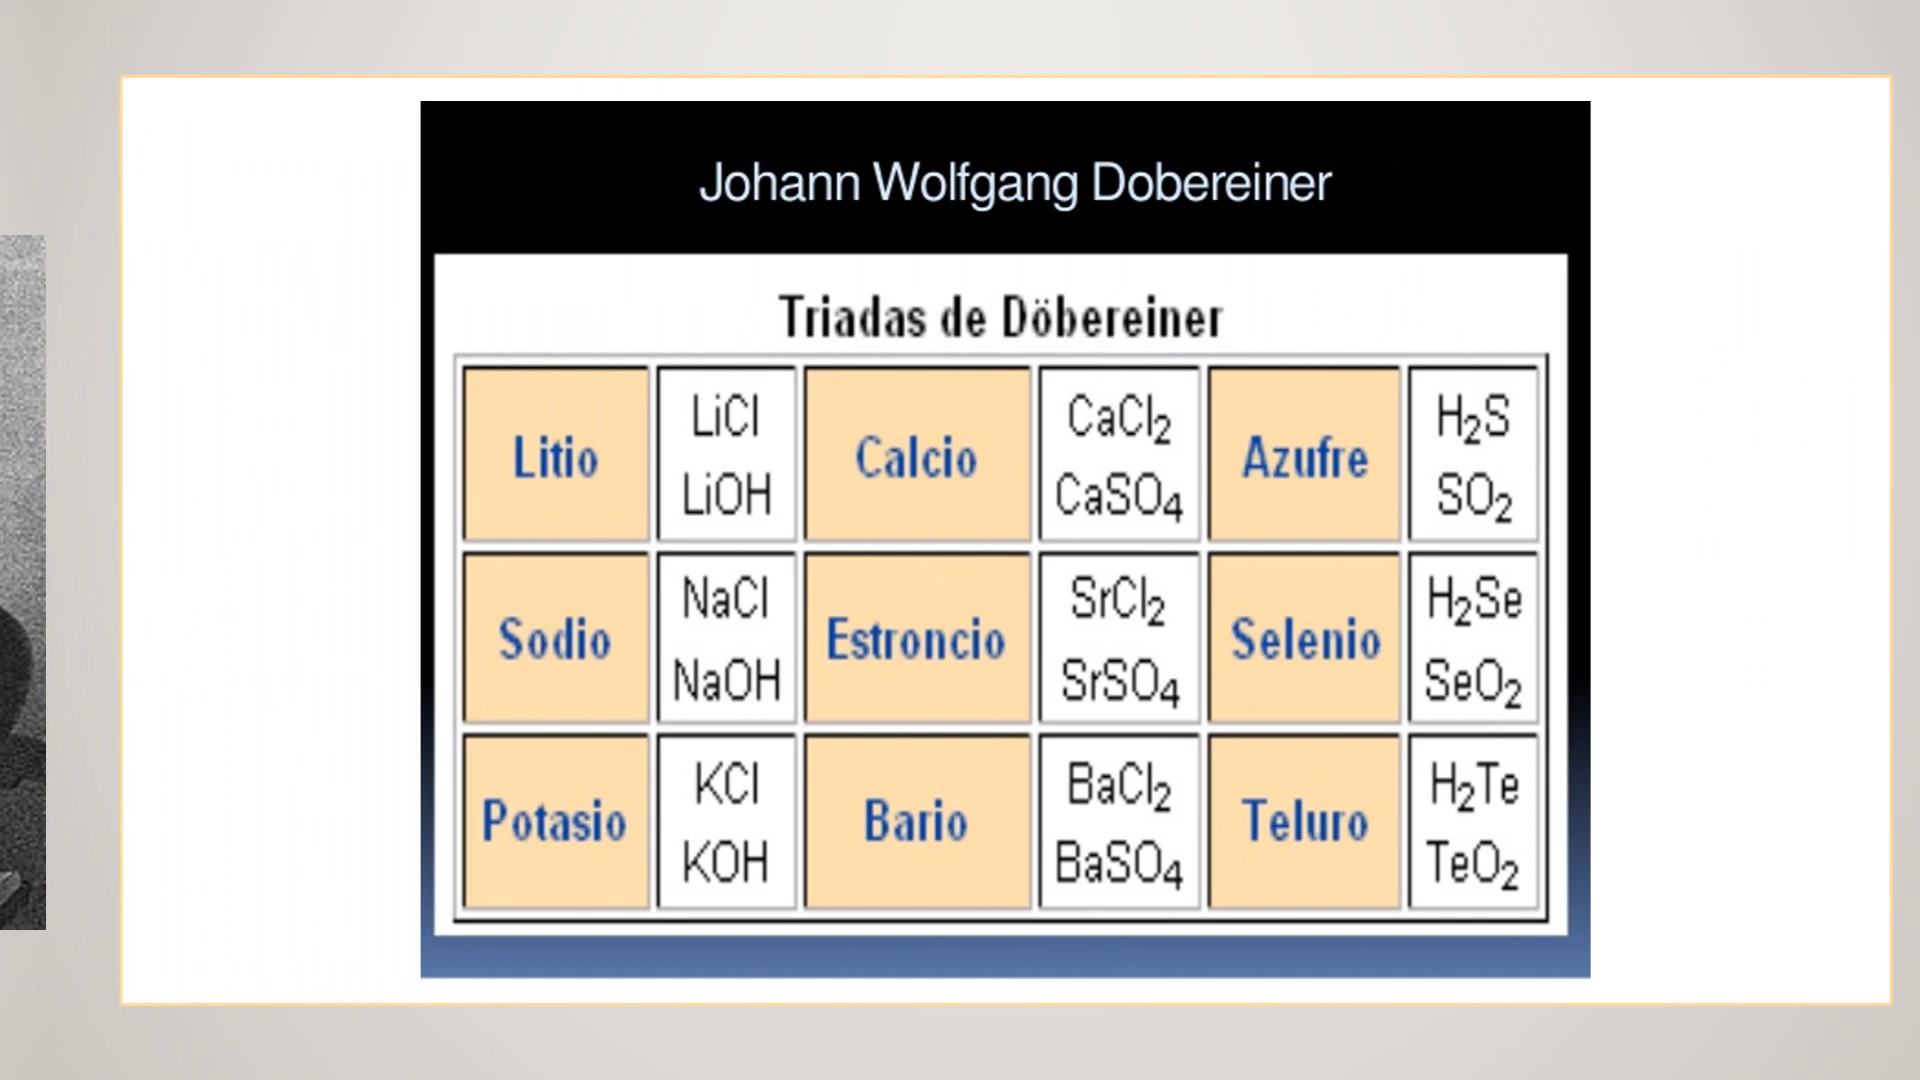 Johann Wolfgang Dobereiner
Triadas de Döbereiner
Litio
LiCl
LiOH
Calcio
CaCl₂
CaSO₄
Azufre
H₂S
SO₂
Sodio
NaCl
NaOH
Estroncio
SrCl₂
SrSO₄
Selenio
H₂Se
SeO₂
Potasio
KCl
KOH
Bario
BaCl₂
BaSO₄
Teluro
H₂Te
TeO₂